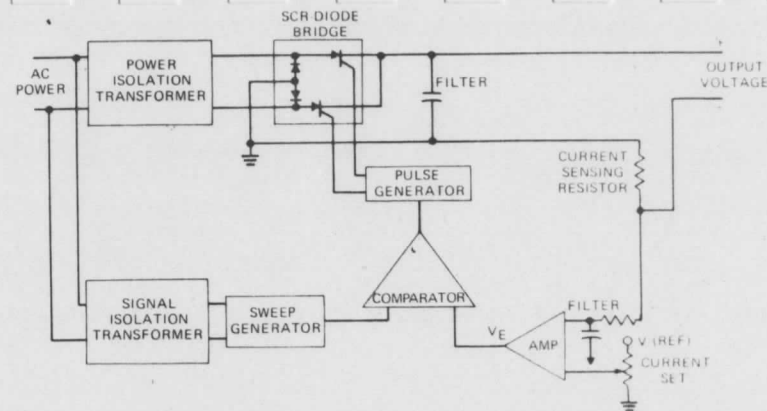 SCR-DIODE
BRIDGE
AC
POWER
POWER
ISOLATION
TRANSFORMER
FILTER
OUTPUT
VOLTAGE
CURRENT
SENSING
RESISTOR
PULSE
GENERATOR
COMPARATOR
SIGNAL
ISOLATION
TRANSFORMER
SWEEP
GENERATOR
VE
AMP
FILTER
V (REF)
CURRENT
SET